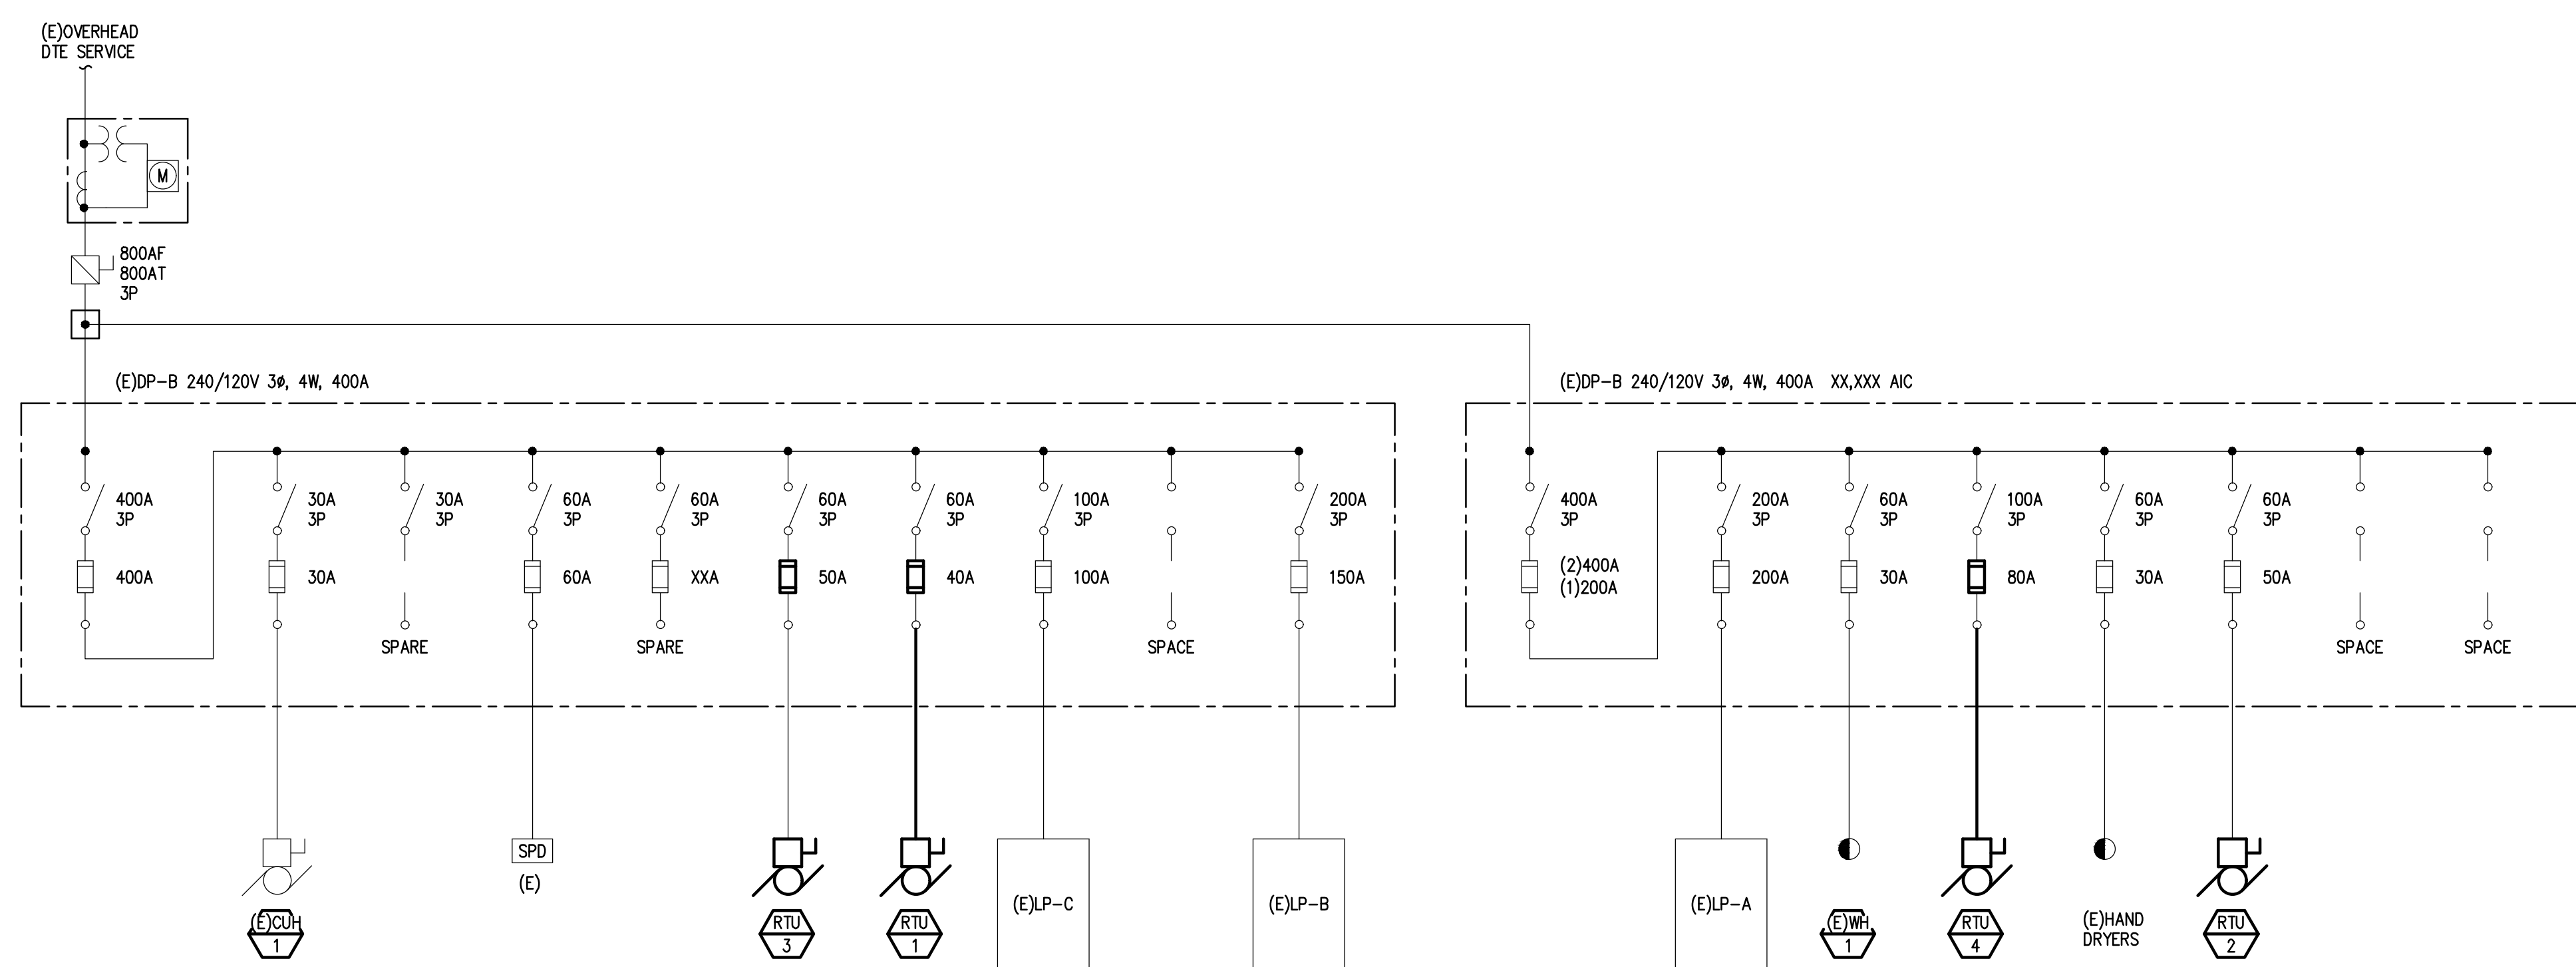 (E)OVERHEAD
DTE SERVICE
M
800AF
800AT
3P
(E)DP-B 240/120V 3ø, 4W, 400A
(E)DP-B 240/120V 3ø, 4W, 400A XX,XXX AIC
400A
3P
30A
3P
30A
3P
60A
3P
60A
3P
60A
3P
60A
3P
100A
3P
200A
3P
400A
3P
200A
3P
60A
3P
100A
3P
60A
3P
60A
3P
400A
30A
60A
XXA
50A
40A
100A
150A
(2)400A
(1)200A
200A
30A
80A
30A
50A
SPARE
SPARE
SPACE
SPACE
SPACE
(E)CUH
1
SPD
(E)
RTU
3
RTU
1
(E)LP-C
(E)LP-B
(E)LP-A
(E)WH
1
RTU
4
(E)HAND
DRYERS
RTU
2